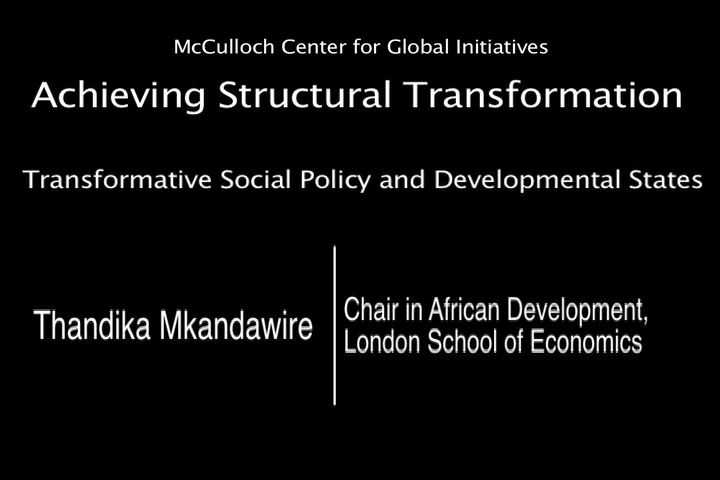 McCulloch Center for Global Initiatives
Achieving Structural Transformation
Transformative Social Policy and Developmental States
Thandika Mkandawire
Chair in African Development,
London School of Economics